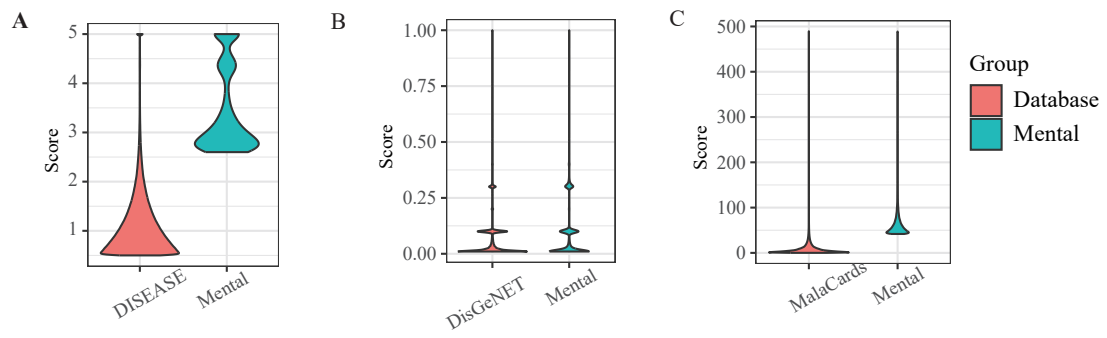 A
Score
5
4
3
2
1
DISEASE
Mental
B
Score
1.00
0.75
0.50
0.25
0.00
DisGeNET
Mental
C
Score
500
400
300
200
100
0
MalaCards
Mental
Group
Database
Mental